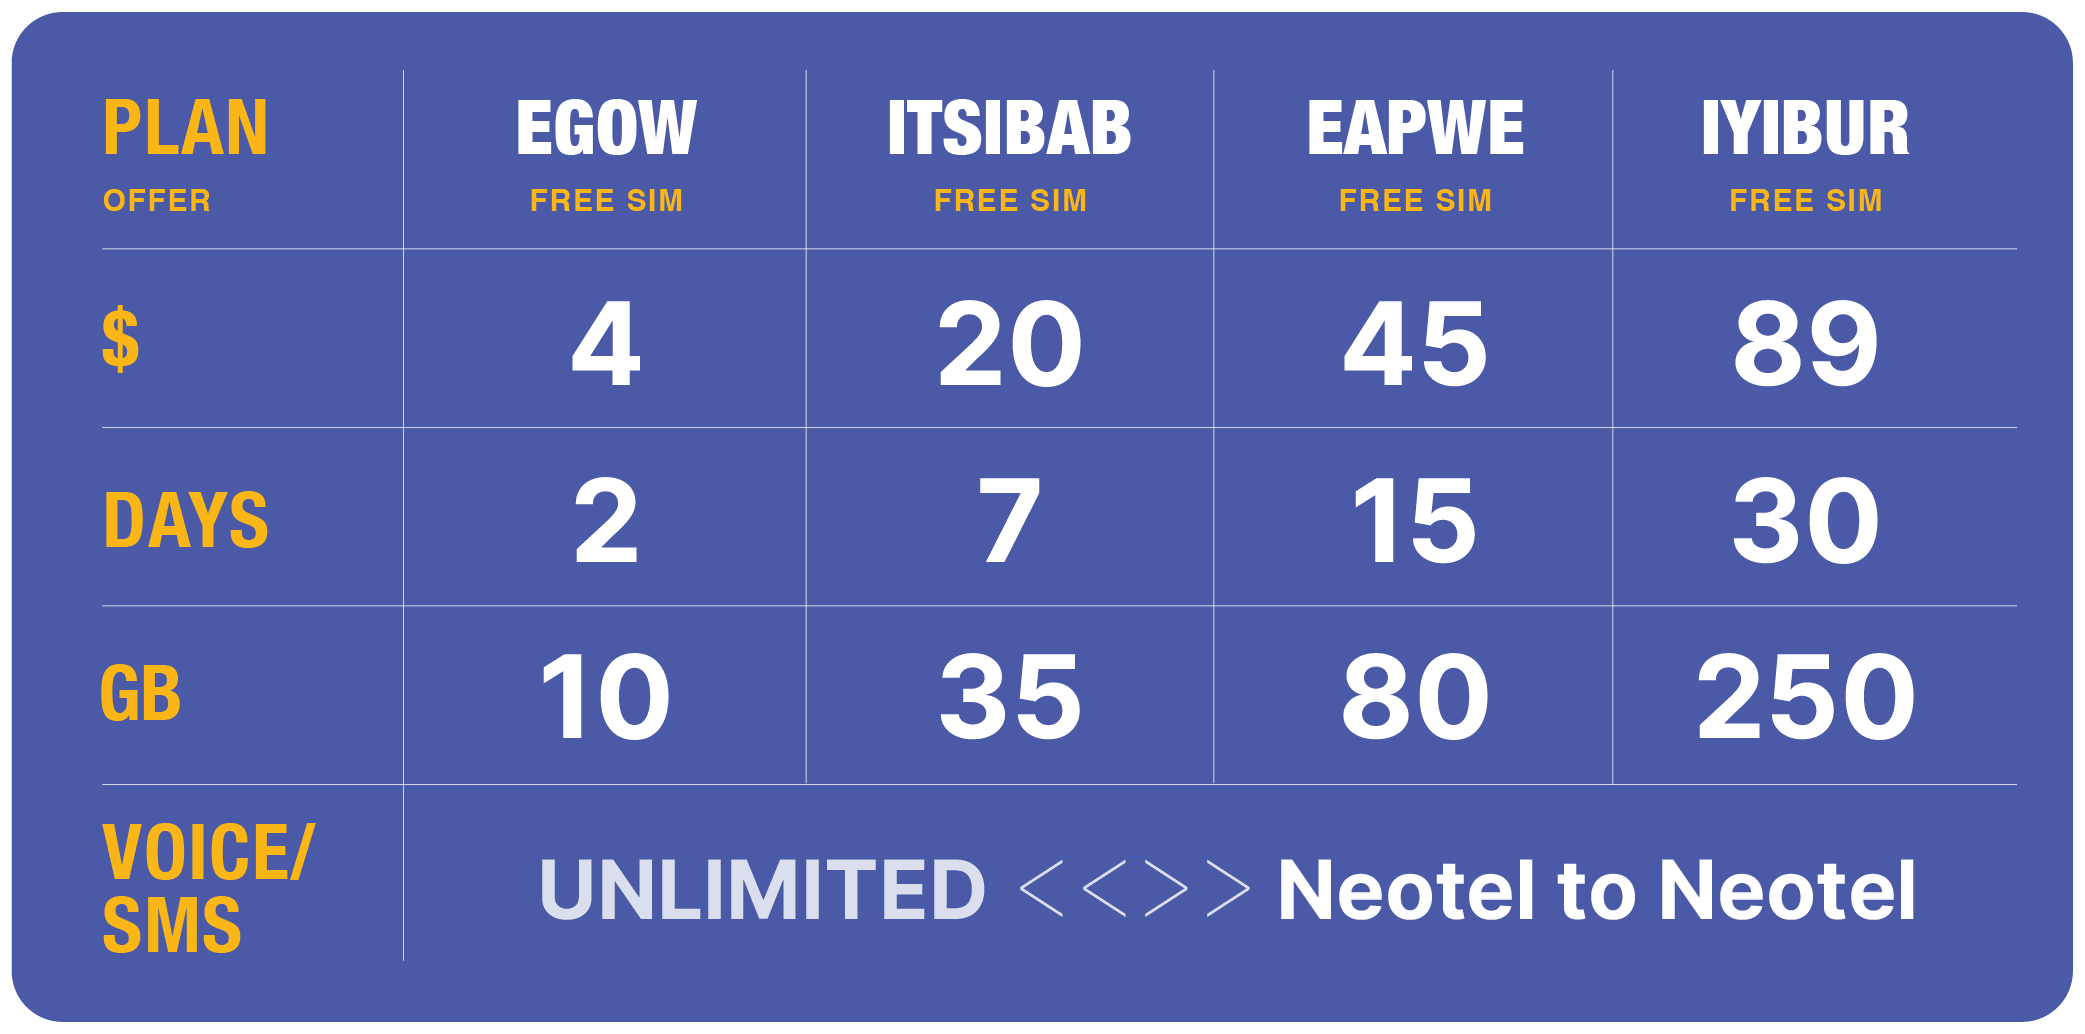 PLAN EGOW ITSIBAB EAPWE IYIBUR
OFFER FREE SIM FREE SIM FREE SIM FREE SIM
$ 4 20 45 89
DAYS 2 7 15 30
GB 10 35 80 250
VOICE/
SMS
UNLIMITED <<>> Neotel to Neotel